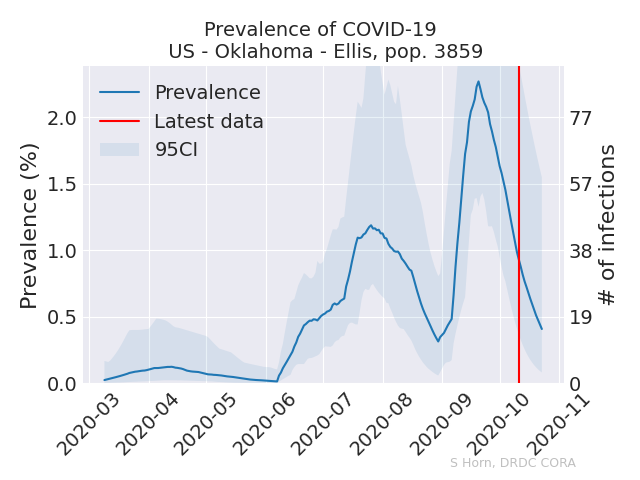 Prevalence of COVID-19
US - Oklahoma - Ellis, pop. 3859
Prevalence
Latest data
95CI
Prevalence (%)
2.0
1.5
1.0
0.5
0.0
77
57
38
19
0
# of infections
2020-03
2020-04
2020-05
2020-06
2020-07
2020-08
2020-09
2020-10
2020-11
S Horn, DRDC CORA